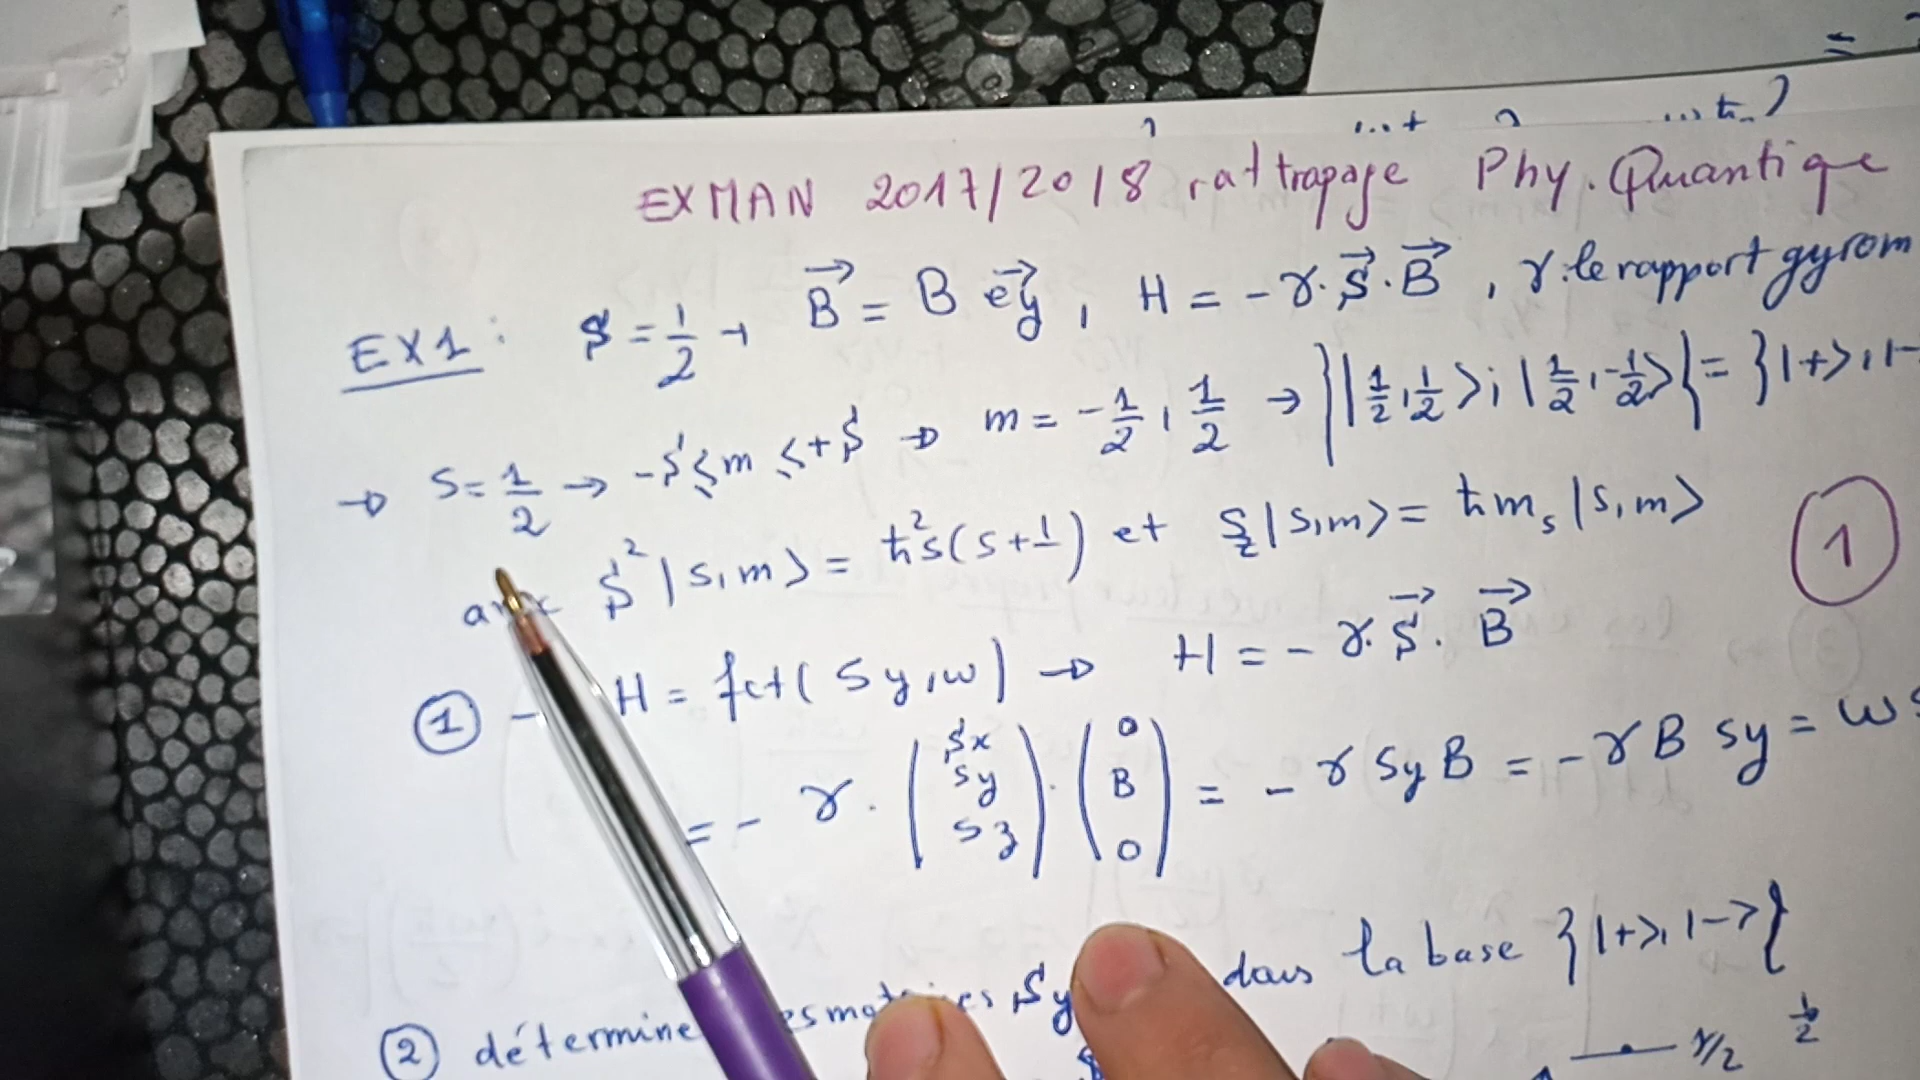 EXMAN 2017/2018 rattrapage Phy. Quantique
EX1: S = 1/2 → B⃗ = B e⃗y, H = -γ.S⃗.B⃗, γ: le rapport gyrom
→ S = 1/2 → -S ≤ m ≤ +S → m = -1/2, 1/2 → }|1/2,1/2>; |1/2,-1/2>{ = }|+>,|-
S²|s,m> = ħ²s(s+1) et Sz|s,m> = ħm_s|s,m>
①
① - H = fct(Sy,w) → H = -γ.S⃗.B⃗
= -γ.(Sx Sy Sz).(0 B 0) = -γ Sy B = -γ B Sy = w
② détermine Sy dans la base }|+>,|->{